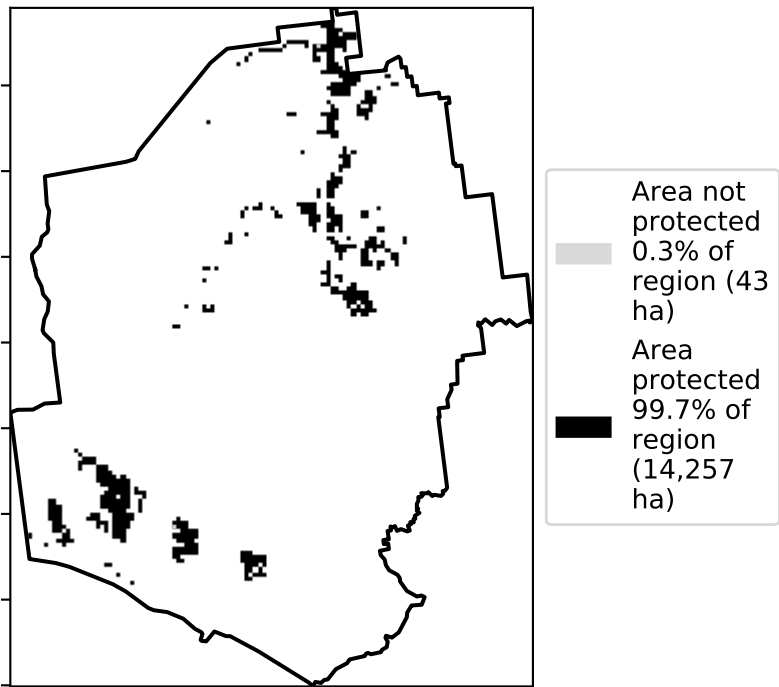 Area not
protected
0.3% of
region (43
ha)
Area
protected
99.7% of
region
(14,257
ha)